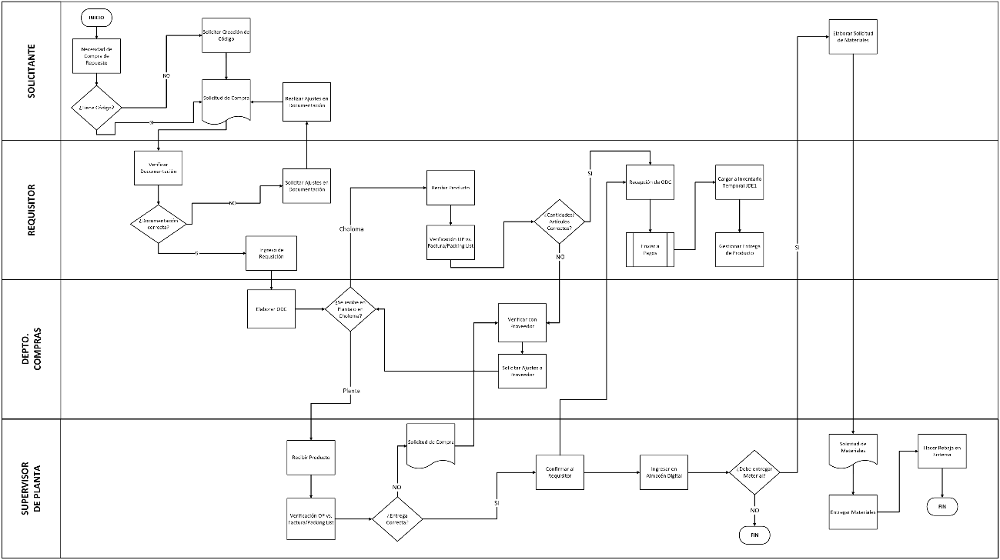 SOLICITANTE
INICIO
Necesidad de
Compra de
Repuesto
¿Tiene Código?
NO
SI
Solicitar Creación de
Código
Solicitud de Compra
Realizar Ajustes en
Documentación
Elaborar Solicitud
de Materiales
REQUISITOR
Verificar
Documentación
¿Documentación
correcta?
NO
SI
Solicitar Ajustes en
Documentación
Ingreso de
Requisición
Choloma
Recibir Producto
Verificación OP vs.
Factura/Packing List
¿Cantidades/
Artículos
Correctos?
SI
NO
Recepción de ODC
Enviar a
Pagos
Cargar a Inventario
Temporal JDE1
Gestionar Entrega
de Producto
SI
DEPTO.
COMPRAS
Elaborar ODC
¿Se recibe en
Planta o en
Choloma?
Planta
Verificar con
Proveedor
Solicitar Ajustes a
Proveedor
SUPERVISOR
DE PLANTA
Recibir Producto
Verificación OP vs.
Factura/Packing List
Solicitud de Compra
NO
¿Entrega
Correcta?
SI
Confirmar al
Requisitor
Ingresar en
Almacén Digital
¿Debe entregar
Material?
NO
FIN
Solicitud de
Materiales
Entregar Materiales
Hacer Rebaja en
Sistema
FIN